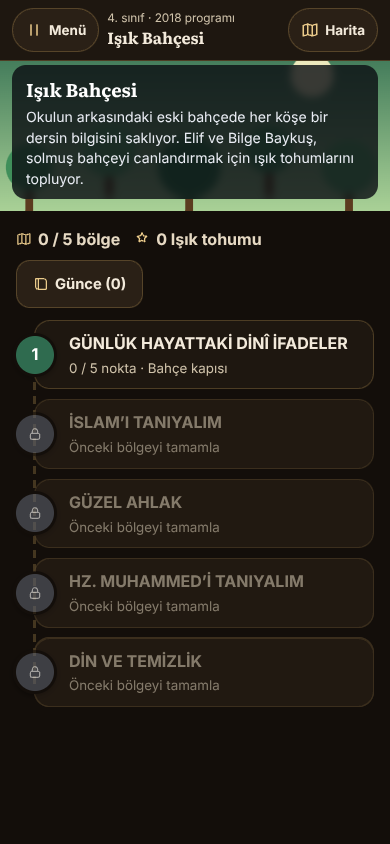 Menü
4. sınıf · 2018 programı
Işık Bahçesi
Harita
Işık Bahçesi
Okulun arkasındaki eski bahçede her köşe bir
dersin bilgisini saklıyor. Elif ve Bilge Baykuş,
solmuş bahçeyi canlandırmak için ışık tohumlarını
topluyor.
0 / 5 bölge
0 Işık tohumu
Günce (0)
1
GÜNLÜK HAYATTAKİ DİNÎ İFADELER
0 / 5 nokta · Bahçe kapısı
İSLAM'I TANIYALIM
Önceki bölgeyi tamamla
GÜZEL AHLAK
Önceki bölgeyi tamamla
HZ. MUHAMMED'İ TANIYALIM
Önceki bölgeyi tamamla
DİN VE TEMİZLİK
Önceki bölgeyi tamamla